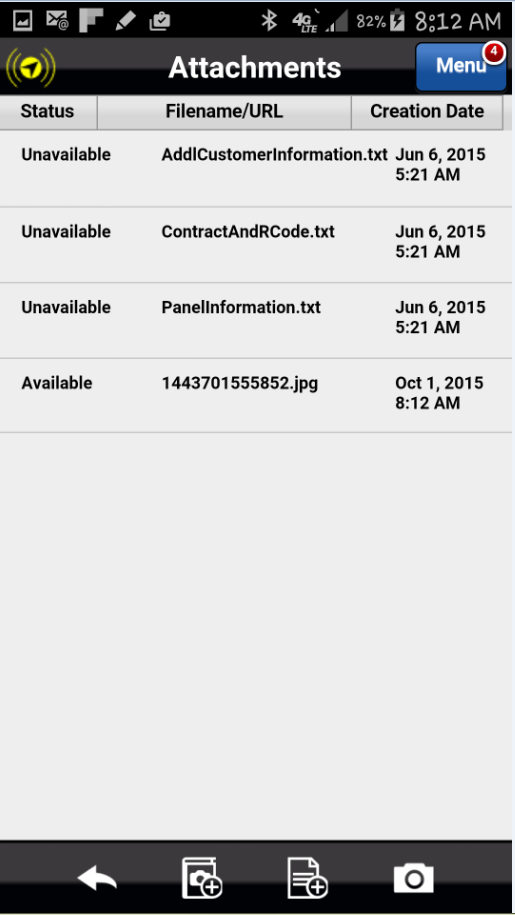 4G LTE 82% 8:12 AM
Attachments
Menu 4
Status Filename/URL Creation Date
Unavailable AddlCustomerInformation.txt Jun 6, 2015
5:21 AM
Unavailable ContractAndRCode.txt Jun 6, 2015
5:21 AM
Unavailable PanelInformation.txt Jun 6, 2015
5:21 AM
Available 1443701555852.jpg Oct 1, 2015
8:12 AM